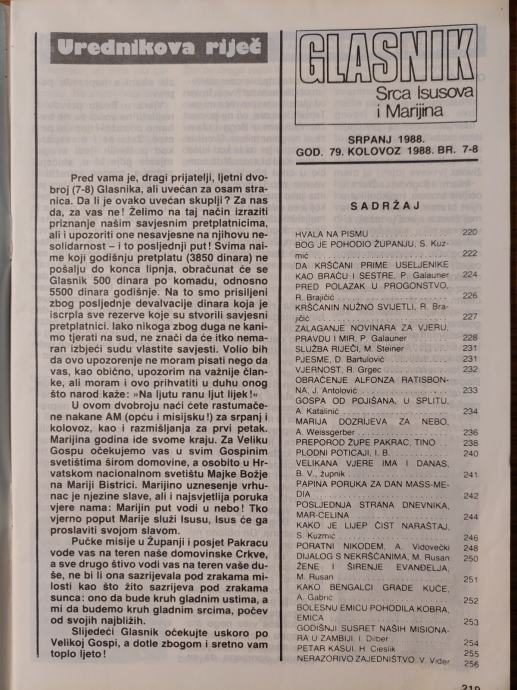 Urednikova riječ
Pred vama je, dragi prijatelji, ljetni dvo-
broj (7-8) Glasnika, ali uvećan za osam stra-
nica. Da li je ovako uvećan skuplji? Za nas
da, za vas ne! Želimo na taj način izraziti
priznanje našim savjesnim pretplatnicima,
ali i upozoriti one nesavjesne na njihovu ne-
solidarnost – i to posljednji put! Svima nai-
me koji godišnju pretplatu (3850 dinara) ne
pošalju do konca lipnja, obračunat će se
Glasnik 500 dinara po komadu, odnosno
5500 dinara godišnje. Na to smo prisiljeni
zbog posljednje devalvacije dinara koja je
iscrpla sve rezerve koje su stvorili savjesni
pretplatnici. Iako nikoga zbog duga ne kani-
mo tjerati na sud, ne znači da će itko nema-
ran izbjeći sudu vlastite savjesti. Volio bih
da ovo upozorenje ne moram pisati nego da
vas, kao obično, upozorim na važnije član-
ke, ali moram i ovo prihvatiti u duhu onog
što narod kaže: »Na ljutu ranu ljut lijek!«
U ovom dvobroju naći ćete rastumače-
ne nakane AM (opću i misijsku!) za srpanj i
kolovoz, kao i razmišljanja za prvi petak.
Marijina godina ide svome kraju. Za Veliku
Gospu očekujemo vas u svim Gospinim
svetištima širom domovine, a osobito u Hr-
vatskom nacionalnom svetištu Majke Božje
na Mariji Bistrici. Marijino uznesenje vrhu-
nac je njezine slave, ali i najsvjetlija poruka
vjere nama: Marijin put vodi u nebo! Tko
vjerno poput Marije služi Isusu, Isus će ga
proslaviti svojom slavom.
Pučke misije u Županji i posjet Pakracu
vode vas na teren naše domovinske Crkve,
a sve drugo štivo vodi vas na teren vaše du-
še, ne bi li ona sazrijevala pod zrakama mi-
losti kao što žito sazrijeva pod zrakama
sunca: ono da bude kruh gladnim ustima, a
mi da budemo kruh gladnim srcima, počev
od svojih najbližih.
Slijedeći Glasnik očekujte uskoro po
Velikoj Gospi, a dotle zbogom i sretno vam
toplo ljeto!
GLASNIK
Srca Isusova
i Marijina
SRPANJ 1988.
GOD. 79. KOLOVOZ 1988. BR. 7-8
SADRŽAJ
HVALA NA PISMU 220
BOG JE POHODIO ŽUPANJU, S. Kuz-
mić 222
DA KRŠĆANI PRIME USELJENIKE
KAO BRAĆU I SESTRE, P. Galauner 224
PRED POLAZAK U PROGONSTVO,
R. Brajčić 226
KRŠĆANIN NUŽNO SVIJETLI, R. Bra-
jčić 227
ZALAGANJE NOVINARA ZA VJERU,
PRAVDU I MIR, P. Galauner 228
SLUŽBA RIJEČI, M. Steiner 231
PJESME, D. Bartulović 231
VJERNOST, R. Grgec 232
OBRAĆENJE ALFONZA RATISBON-
NA, J. Antolović 233
GOSPA OD POJIŠANA, U SPLITU,
A. Katalinić 234
MARIJA DOZRIJEVA ZA NEBO,
A. Weissgerber 236
PREPOROD ŽUPE PAKRAC, TINO 238
PLODNI POTICAJI, I. B. 240
VELIKANA VJERE IMA I DANAS,
B. V., župnik 241
PAPINA PORUKA ZA DAN MASS-ME-
DIA 242
POSLJEDNJA STRANA DNEVNIKA,
MAR-CELINA 244
KAKO JE LIJEP ČIST NARAŠTAJ,
S. Kuzmić 246
PORATNI NIKODEM, A. Vidovečki 248
DIJALOG S NEKRŠĆANIMA, M. Rusan 250
ŽENE I ŠIRENJE EVANĐELJA,
M. Rusan 251
KAKO BENGALCI GRADE KUĆE,
A. Gabrić 252
BOLESNU EMICU POHODILA KOBRA,
EMICA 253
GODIŠNJI SUSRET NAŠIH MISIONA-
RA U ZAMBIJI, I. Dilber 254
PETAR KASUI, H. Cieslik 255
NERAZORIVO ZAJEDNIŠTVO, V. Vider 256
219